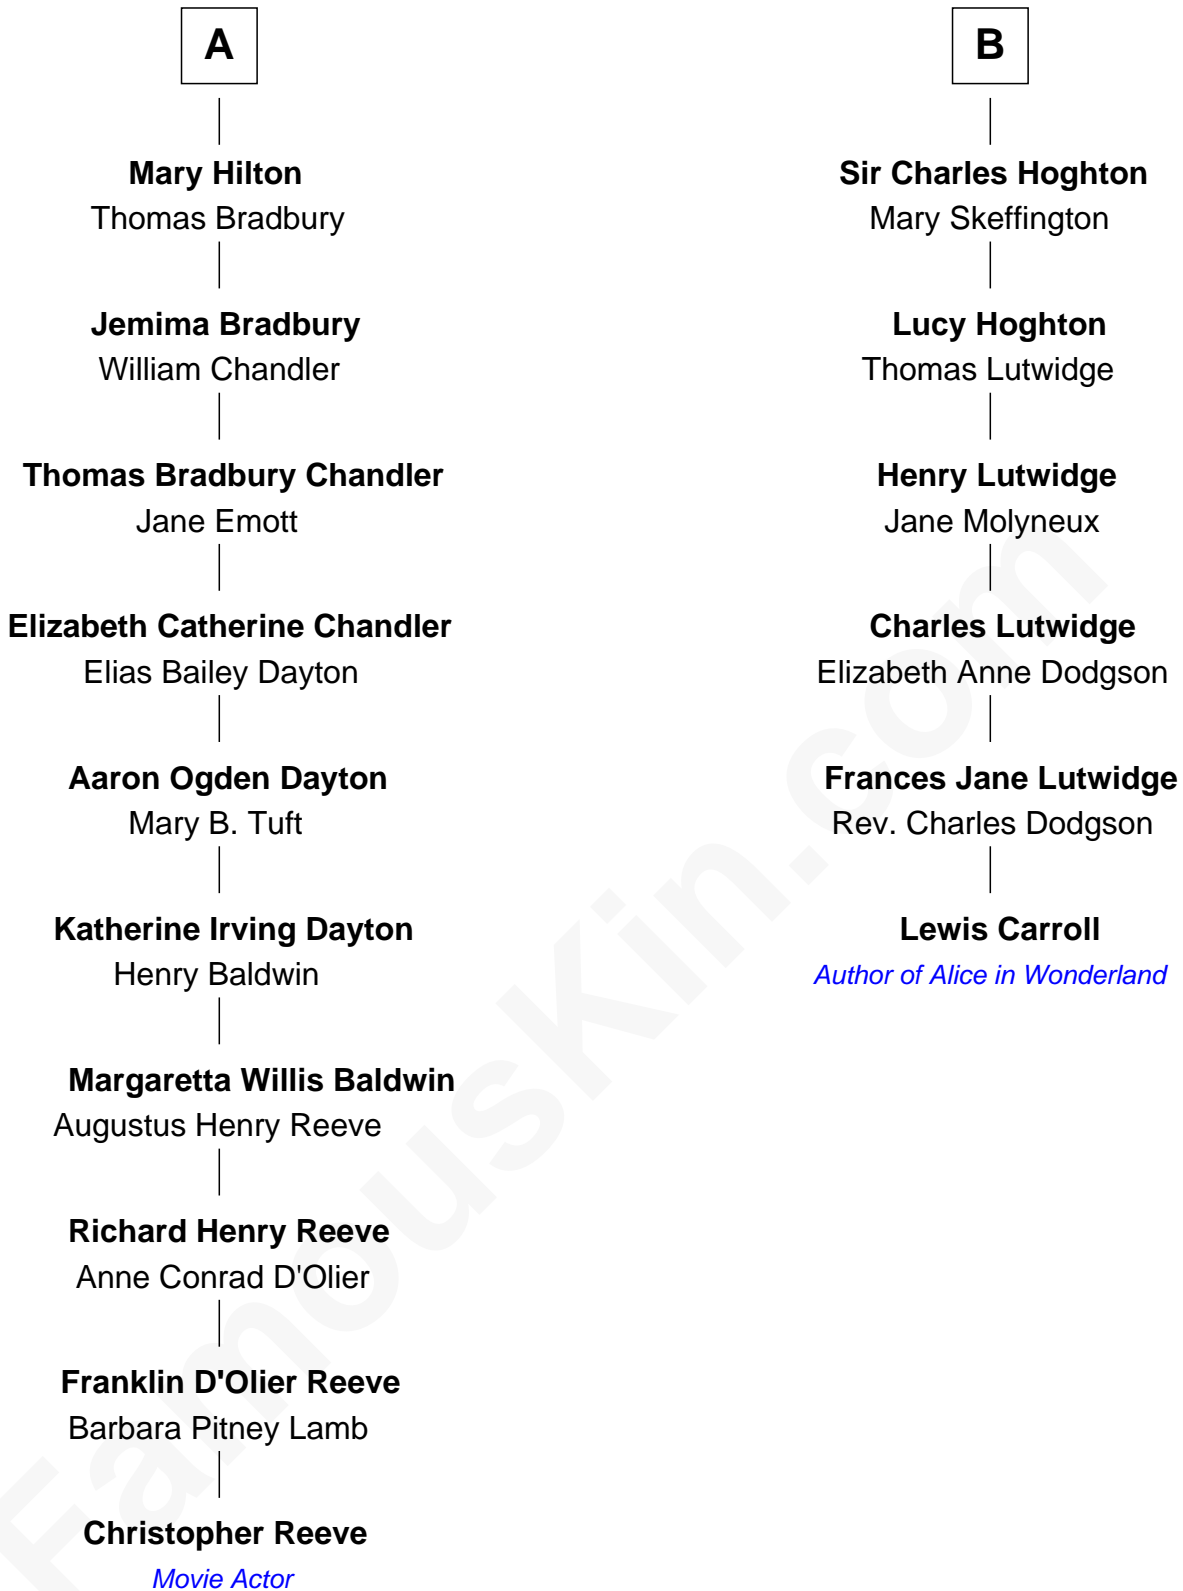 A
Mary Hilton
Thomas Bradbury
Jemima Bradbury
William Chandler
Thomas Bradbury Chandler
Jane Emott
Elizabeth Catherine Chandler
Elias Bailey Dayton
Aaron Ogden Dayton
Mary B. Tuft
Katherine Irving Dayton
Henry Baldwin
Margaretta Willis Baldwin
Augustus Henry Reeve
Richard Henry Reeve
Anne Conrad D'Olier
Franklin D'Olier Reeve
Barbara Pitney Lamb
Christopher Reeve
Movie Actor
B
Sir Charles Hoghton
Mary Skeffington
Lucy Hoghton
Thomas Lutwidge
Henry Lutwidge
Jane Molyneux
Charles Lutwidge
Elizabeth Anne Dodgson
Frances Jane Lutwidge
Rev. Charles Dodgson
Lewis Carroll
Author of Alice in Wonderland
FamousKin.com